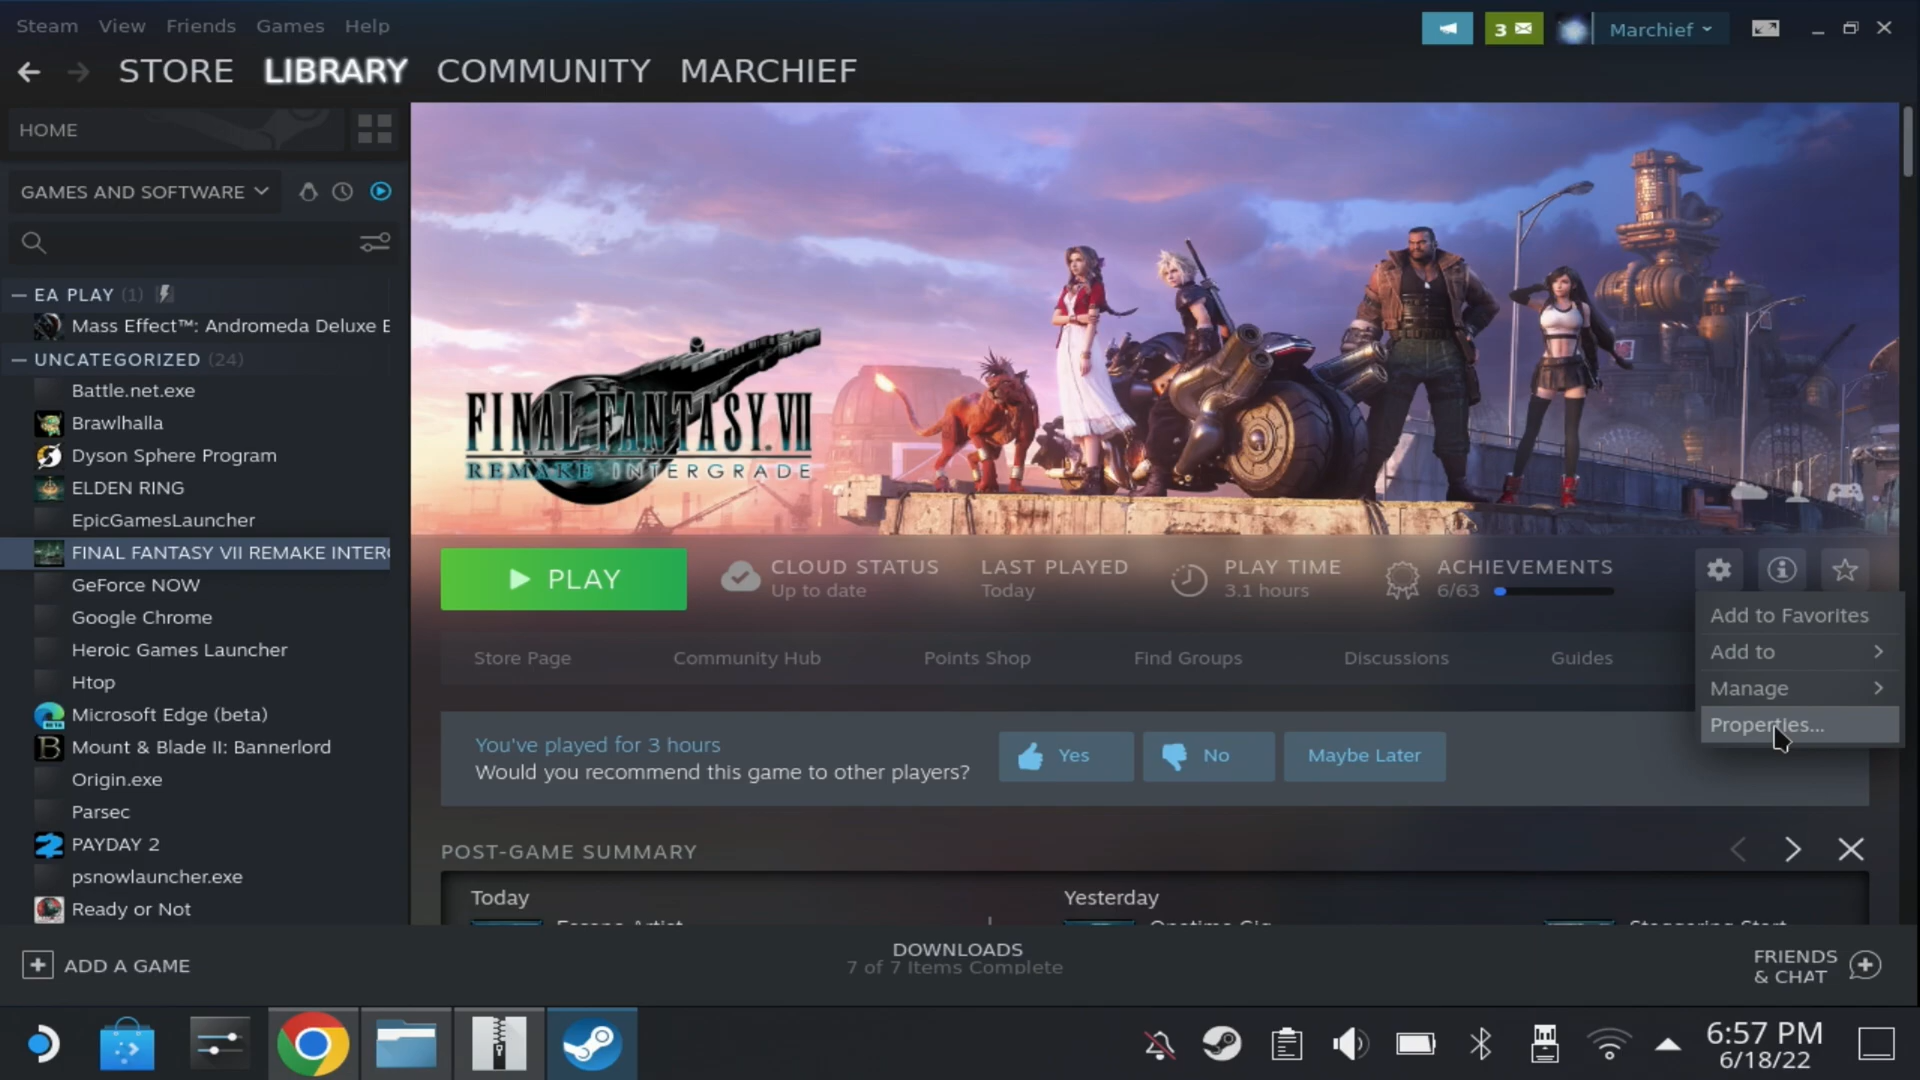 Steam View Friends Games Help
3
Marchief
STORE LIBRARY COMMUNITY MARCHIEF
HOME
GAMES AND SOFTWARE
EA PLAY (1)
Mass Effect™: Andromeda Deluxe E
UNCATEGORIZED (24)
Battle.net.exe
Brawlhalla
Dyson Sphere Program
ELDEN RING
EpicGamesLauncher
FINAL FANTASY VII REMAKE INTER
GeForce NOW
Google Chrome
Heroic Games Launcher
Htop
Microsoft Edge (beta)
Mount & Blade II: Bannerlord
Origin.exe
Parsec
PAYDAY 2
psnowlauncher.exe
Ready or Not
FINAL FANTASY VII
REMAKE INTERGRADE
PLAY
CLOUD STATUS
Up to date
LAST PLAYED
Today
PLAY TIME
3.1 hours
ACHIEVEMENTS
6/63
Add to Favorites
Add to
Manage
Properties...
Store Page Community Hub Points Shop Find Groups Discussions Guides
You've played for 3 hours
Would you recommend this game to other players?
Yes
No
Maybe Later
POST-GAME SUMMARY
Today
Yesterday
Escape Artist
Onetime Gig
Staggering Start
ADD A GAME
DOWNLOADS
7 of 7 Items Complete
FRIENDS
& CHAT
6:57 PM
6/18/22